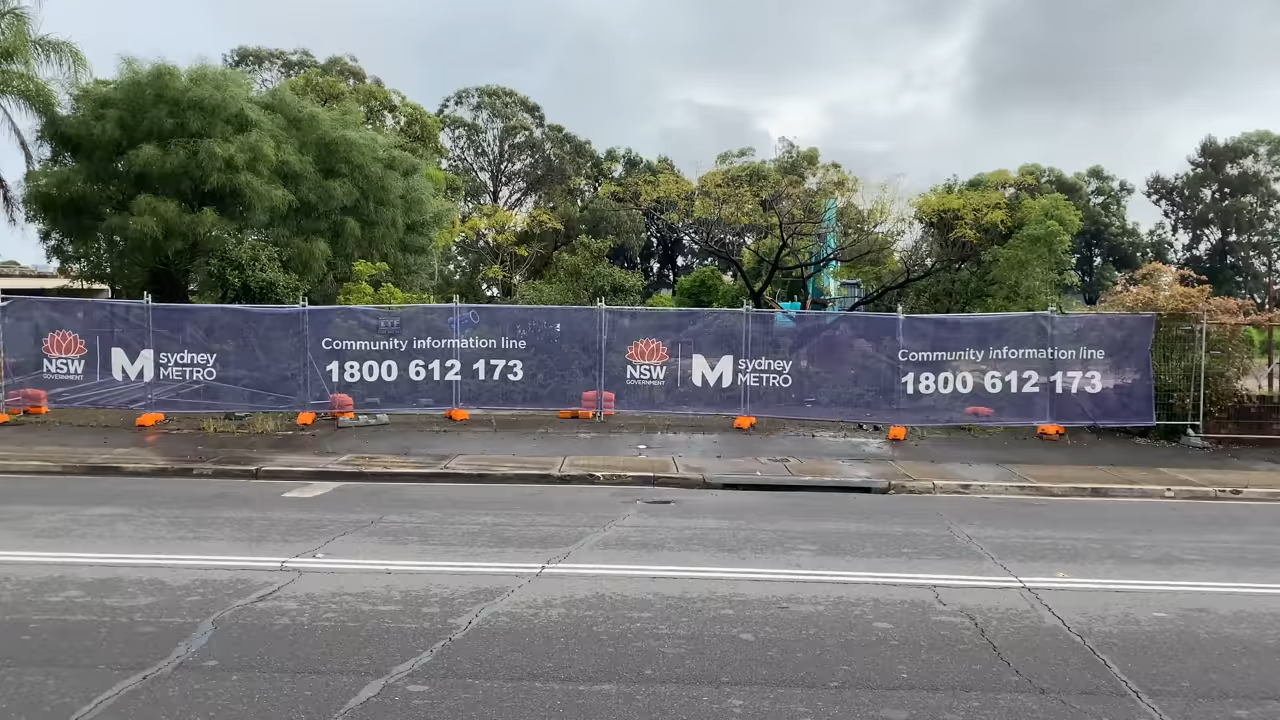 NSW
GOVERNMENT
M
sydney
METRO
Community information line
1800 612 173
NSW
GOVERNMENT
M
sydney
METRO
Community information line
1800 612 173